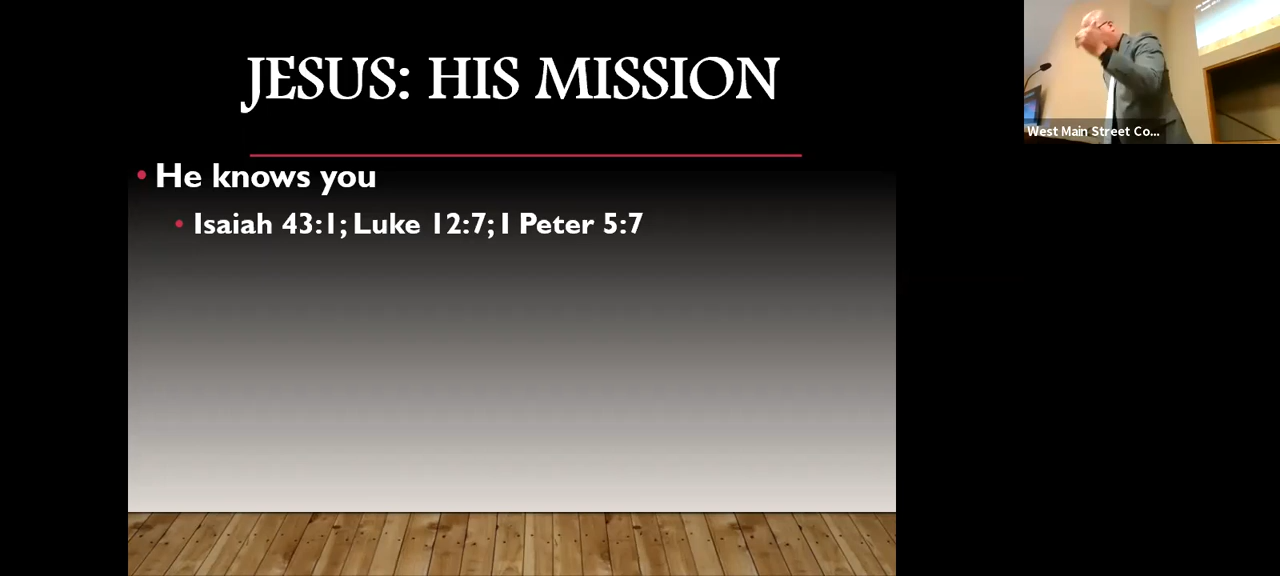 JESUS: HIS MISSION
• He knows you
• Isaiah 43:1; Luke 12:7; I Peter 5:7
West Main Street Co...